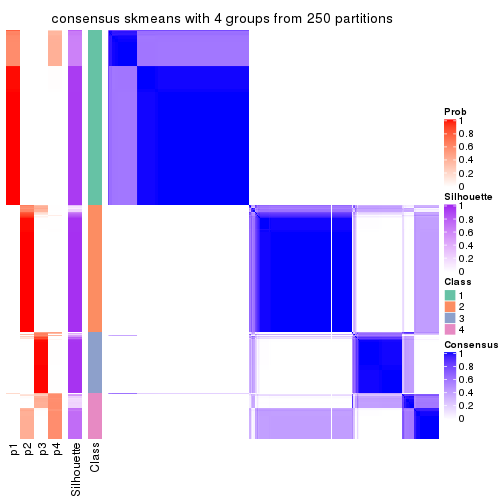 consensus skmeans with 4 groups from 250 partitions
Prob
1
0.8
0.6
0.4
0.2
0
Silhouette
1
0.8
0.6
0.4
0.2
0
Class
1
2
3
4
Consensus
1
0.8
0.6
0.4
0.2
0
p1
p2
p3
p4
Silhouette
Class